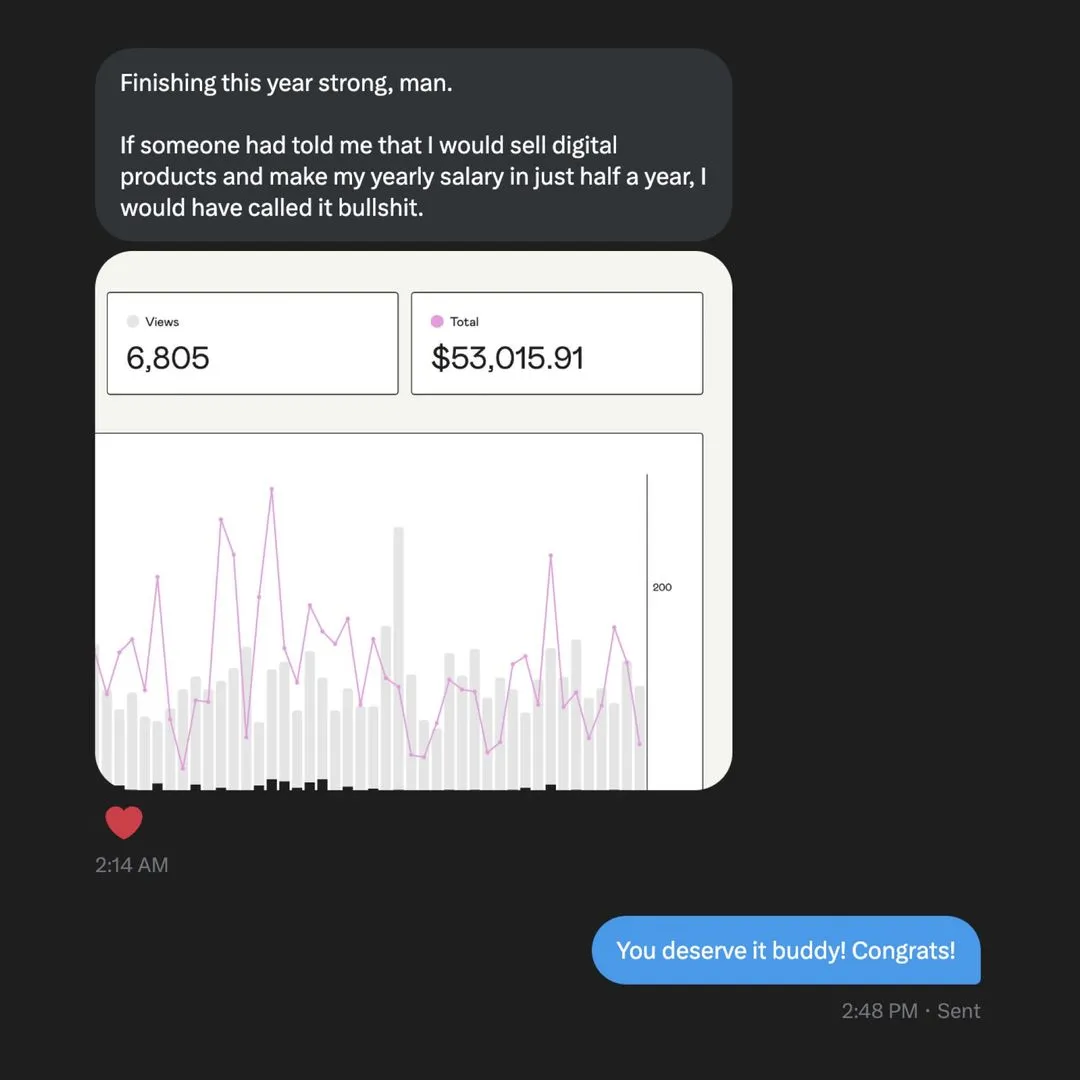 Finishing this year strong, man.
If someone had told me that I would sell digital
products and make my yearly salary in just half a year, I
would have called it bullshit.
Views
6,805
Total
$53,015.91
200
2:14 AM
You deserve it buddy! Congrats!
2:48 PM · Sent